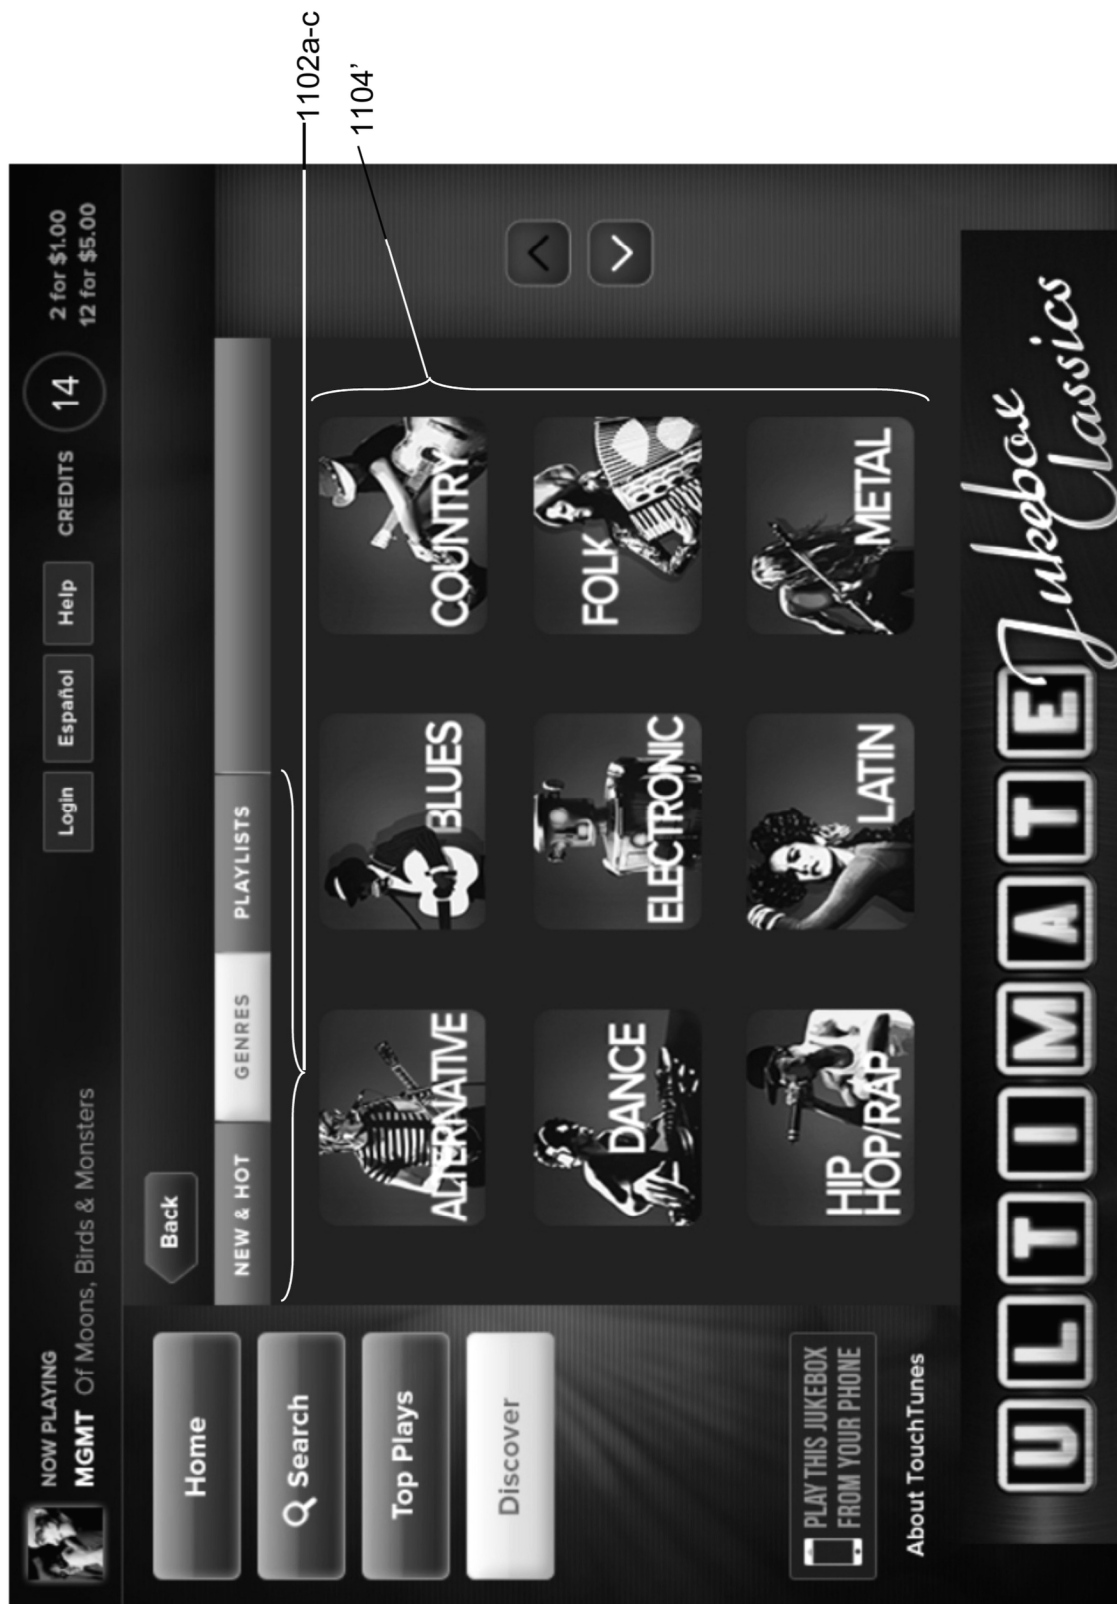 1102a-c
1104’
NOW PLAYING
MGMT Of Moons, Birds & Monsters
Login
Español
Help
CREDITS
14
2 for $1.00
12 for $5.00
Back
Home
Search
Top Plays
Discover
NEW & HOT
GENRES
PLAYLISTS
ALTERNATIVE
BLUES
COUNTRY
DANCE
ELECTRONIC
FOLK
HIP
HOP/RAP
LATIN
METAL
PLAY THIS JUKEBOX
FROM YOUR PHONE
About TouchTunes
ULTIMATE Jukebox
Classics